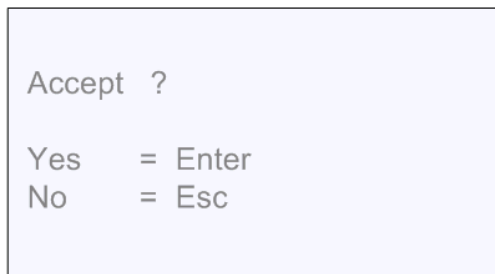 Accept ?
Yes = Enter
No = Esc